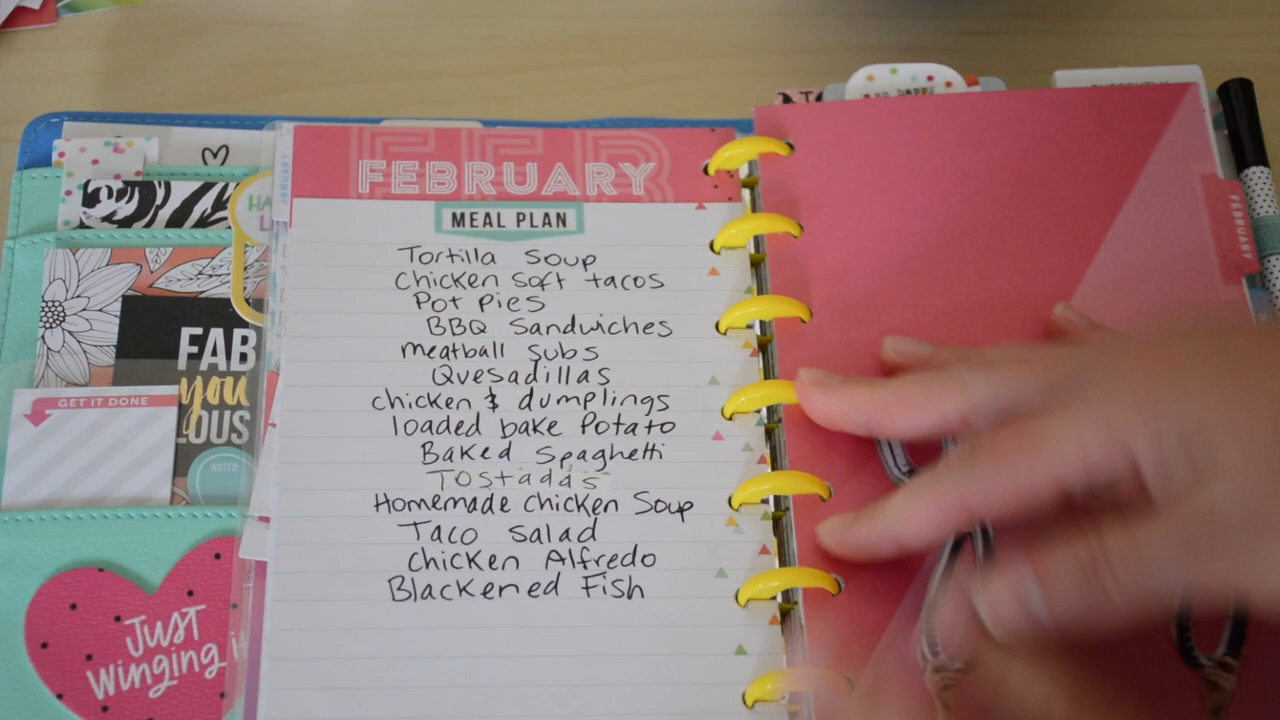 JANUARY
FEBRUARY
MEAL PLAN
Tortilla Soup
Chicken soft tacos
Pot Pies
BBQ Sandwiches
meatball subs
Quesadillas
chicken & dumplings
loaded bake Potato
Baked Spaghetti
Tostadas
Homemade chicken Soup
Taco Salad
Chicken Alfredo
Blackened Fish
FAB
you
LOUS
GET IT DONE
NOTED:
JUST
Winging
FEBRUARY